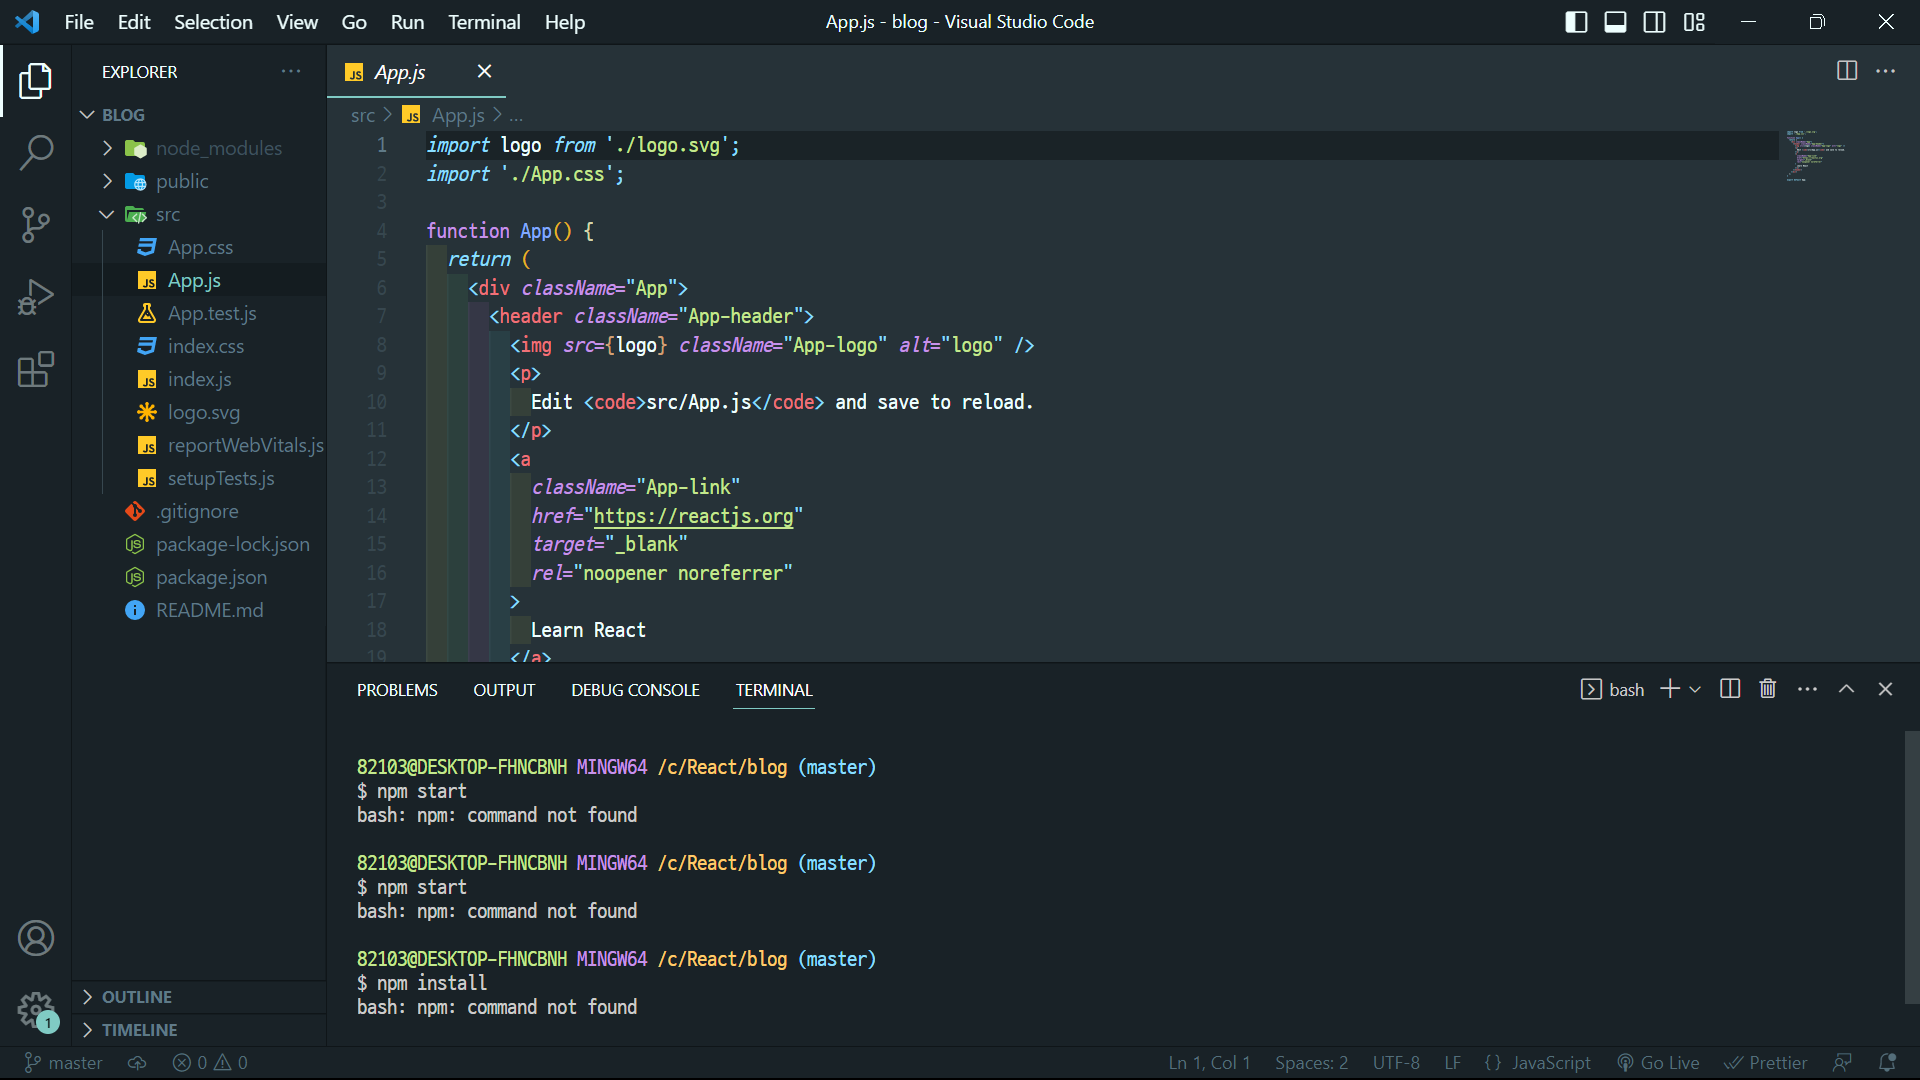 File Edit Selection View Go Run Terminal Help
App.js - blog - Visual Studio Code
EXPLORER
BLOG
node_modules
public
src
App.css
App.js
App.test.js
index.css
index.js
logo.svg
reportWebVitals.js
setupTests.js
.gitignore
package-lock.json
package.json
README.md
OUTLINE
TIMELINE
App.js
src > JS App.js > ...
1 import logo from './logo.svg';
2 import './App.css';
3
4 function App() {
5 return (
6 <div className="App">
7 <header className="App-header">
8 <img src={logo} className="App-logo" alt="logo" />
9 <p>
10 Edit <code>src/App.js</code> and save to reload.
11 </p>
12 <a
13 className="App-link"
14 href="https://reactjs.org"
15 target="_blank"
16 rel="noopener noreferrer"
17 >
18 Learn React
19 </a>
PROBLEMS OUTPUT DEBUG CONSOLE TERMINAL
bash
82103@DESKTOP-FHNCBNH MINGW64 /c/React/blog (master)
$ npm start
bash: npm: command not found
82103@DESKTOP-FHNCBNH MINGW64 /c/React/blog (master)
$ npm start
bash: npm: command not found
82103@DESKTOP-FHNCBNH MINGW64 /c/React/blog (master)
$ npm install
bash: npm: command not found
1
master 0 0
Ln 1, Col 1 Spaces: 2 UTF-8 LF {} JavaScript Go Live Prettier